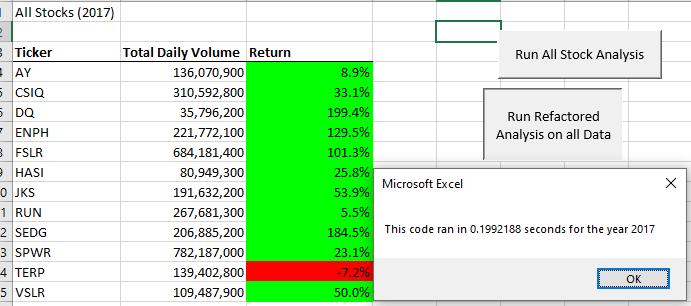 All Stocks (2017)
Ticker Total Daily Volume Return
AY 136,070,900 8.9%
CSIQ 310,592,800 33.1%
DQ 35,796,200 199.4%
ENPH 221,772,100 129.5%
FSLR 684,181,400 101.3%
HASI 80,949,300 25.8%
JKS 191,632,200 53.9%
RUN 267,681,300 5.5%
SEDG 206,885,200 184.5%
SPWR 782,187,000 23.1%
TERP 139,402,800 -7.2%
VSLR 109,487,900 50.0%
Run All Stock Analysis
Run Refactored
Analysis on all Data
Microsoft Excel
This code ran in 0.1992188 seconds for the year 2017
OK